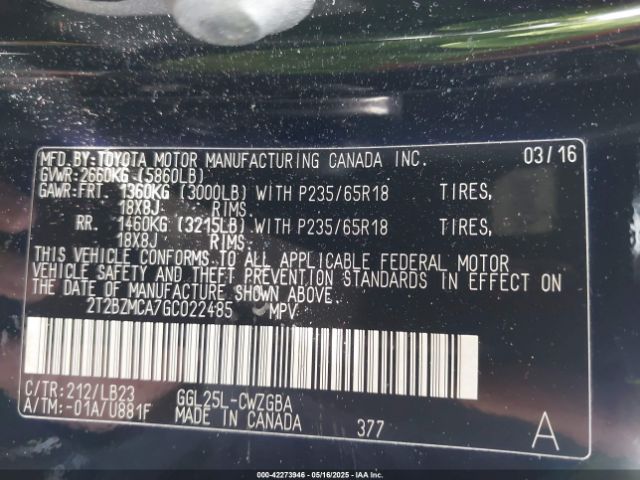 MFD.BY:TOYOTA MOTOR MANUFACTURING CANADA INC. 03/16
GVWR:2660KG (5860LB)
GAWR:FRT. 1360KG (3000LB) WITH P235/65R18 TIRES,
18X8J RIMS.
RR. 1460KG (3215LB) WITH P235/65R18 TIRES,
18X8J RIMS.
THIS VEHICLE CONFORMS TO ALL APPLICABLE FEDERAL MOTOR
VEHICLE SAFETY AND THEFT PREVENTION STANDARDS IN EFFECT ON
THE DATE OF MANUFACTURE SHOWN ABOVE.
2T2BZMCA7GC022485 MPV
C/TR:212/LB23 GGL25L-CWZGBA
A/TM:-01A/U881F MADE IN CANADA 377 A
000-42273946 - 05/16/2025 - IAA Inc.